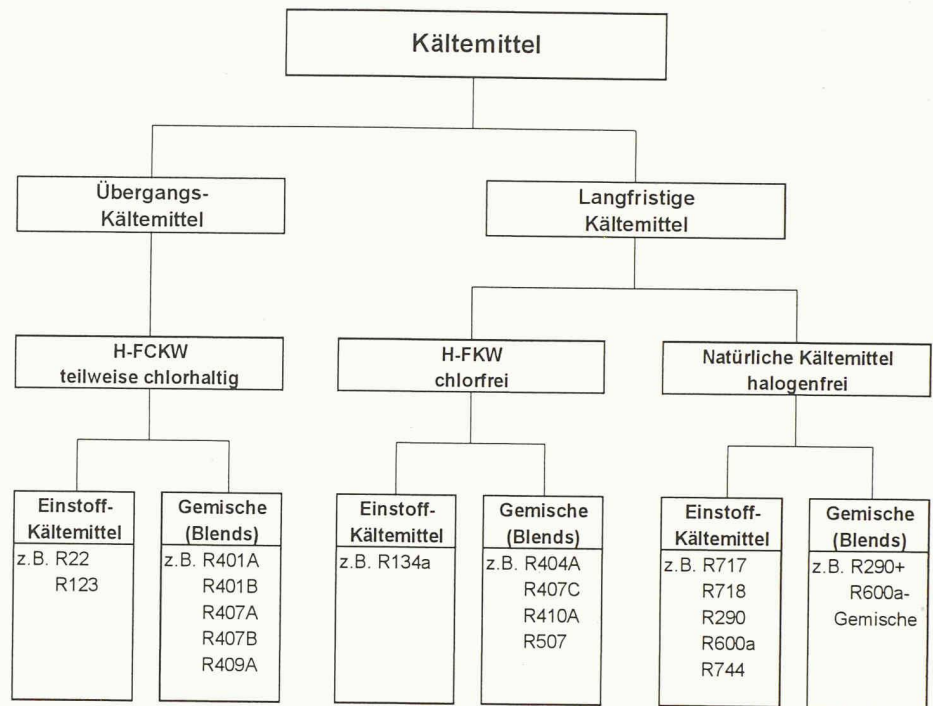 Kältemittel
Übergangs-
Kältemittel
Langfristige
Kältemittel
H-FCKW
teilweise chlorhaltig
H-FKW
chlorfrei
Natürliche Kältemittel
halogenfrei
Einstoff-
Kältemittel
z.B. R22
R123
Gemische
(Blends)
z.B. R401A
R401B
R407A
R407B
R409A
Einstoff-
Kältemittel
z.B. R134a
Gemische
(Blends)
z.B. R404A
R407C
R410A
R507
Einstoff-
Kältemittel
z.B. R717
R718
R290
R600a
R744
Gemische
(Blends)
z.B. R290+
R600a-
Gemische